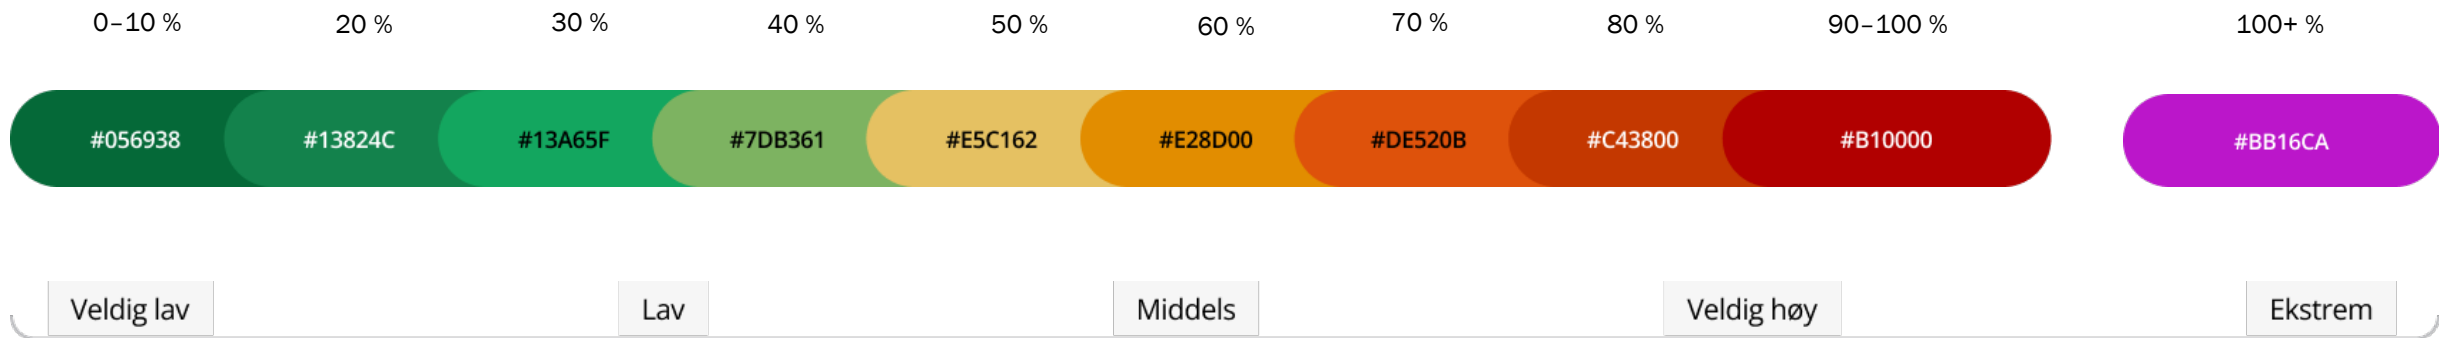 0–10 % 20 % 30 % 40 % 50 % 60 % 70 % 80 % 90–100 % 100+ %
#056938 #13824C #13A65F #7DB361 #E5C162 #E28D00 #DE520B #C43800 #B10000 #BB16CA
Veldig lav Lav Middels Veldig høy Ekstrem